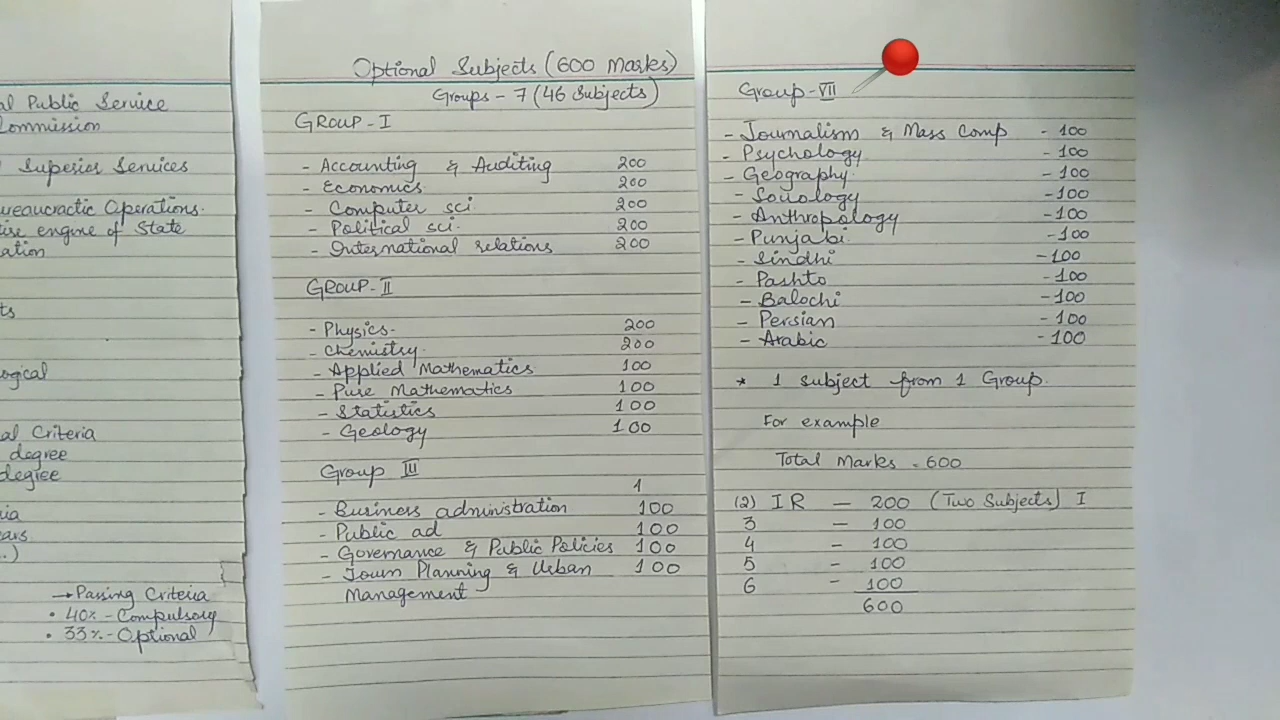 al Public Service
Commission
Superior Services
ureaucractic Operations.
engine of State
ation
ts
ogical
al Criteria
degree
degree
ria
ears
..)
→ Passing Criteria
• 40% - Compulsory
• 33% - Optional
Optional Subjects (600 Marks)
Groups - 7 (46 Subjects)
GROUP - I
- Accounting & Auditing 200
- Economics 200
- Computer sci 200
- Political sci. 200
- International relations 200
GROUP - II
- Physics- 200
- Chemistry. 200
- Applied Mathematics 100
- Pure Mathematics 100
- Statistics 100
- Geology 100
Group III
1
- Business administration 100
- Public ad 100
- Governance & Public Policies 100
- Town Planning & Urban 100
Management
Group - VII
- Journalism & Mass Comp - 100
- Psychology - 100
- Geography. - 100
- Sociology - 100
- Anthropology - 100
- Punjabi. - 100
- Sindhi - 100
- Pashto - 100
- Balochi - 100
- Persian - 100
- Arabic - 100
* 1 subject from 1 Group.
For example
Total Marks = 600
(2) IR - 200 (Two Subjects) I
3 - 100
4 - 100
5 - 100
6 - 100
600